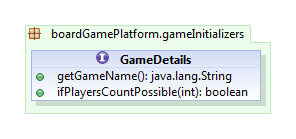 boardGamePlatform.gameInitializers
I GameDetails
getGameName(): java.lang.String
ifPlayersCountPossible(int): boolean